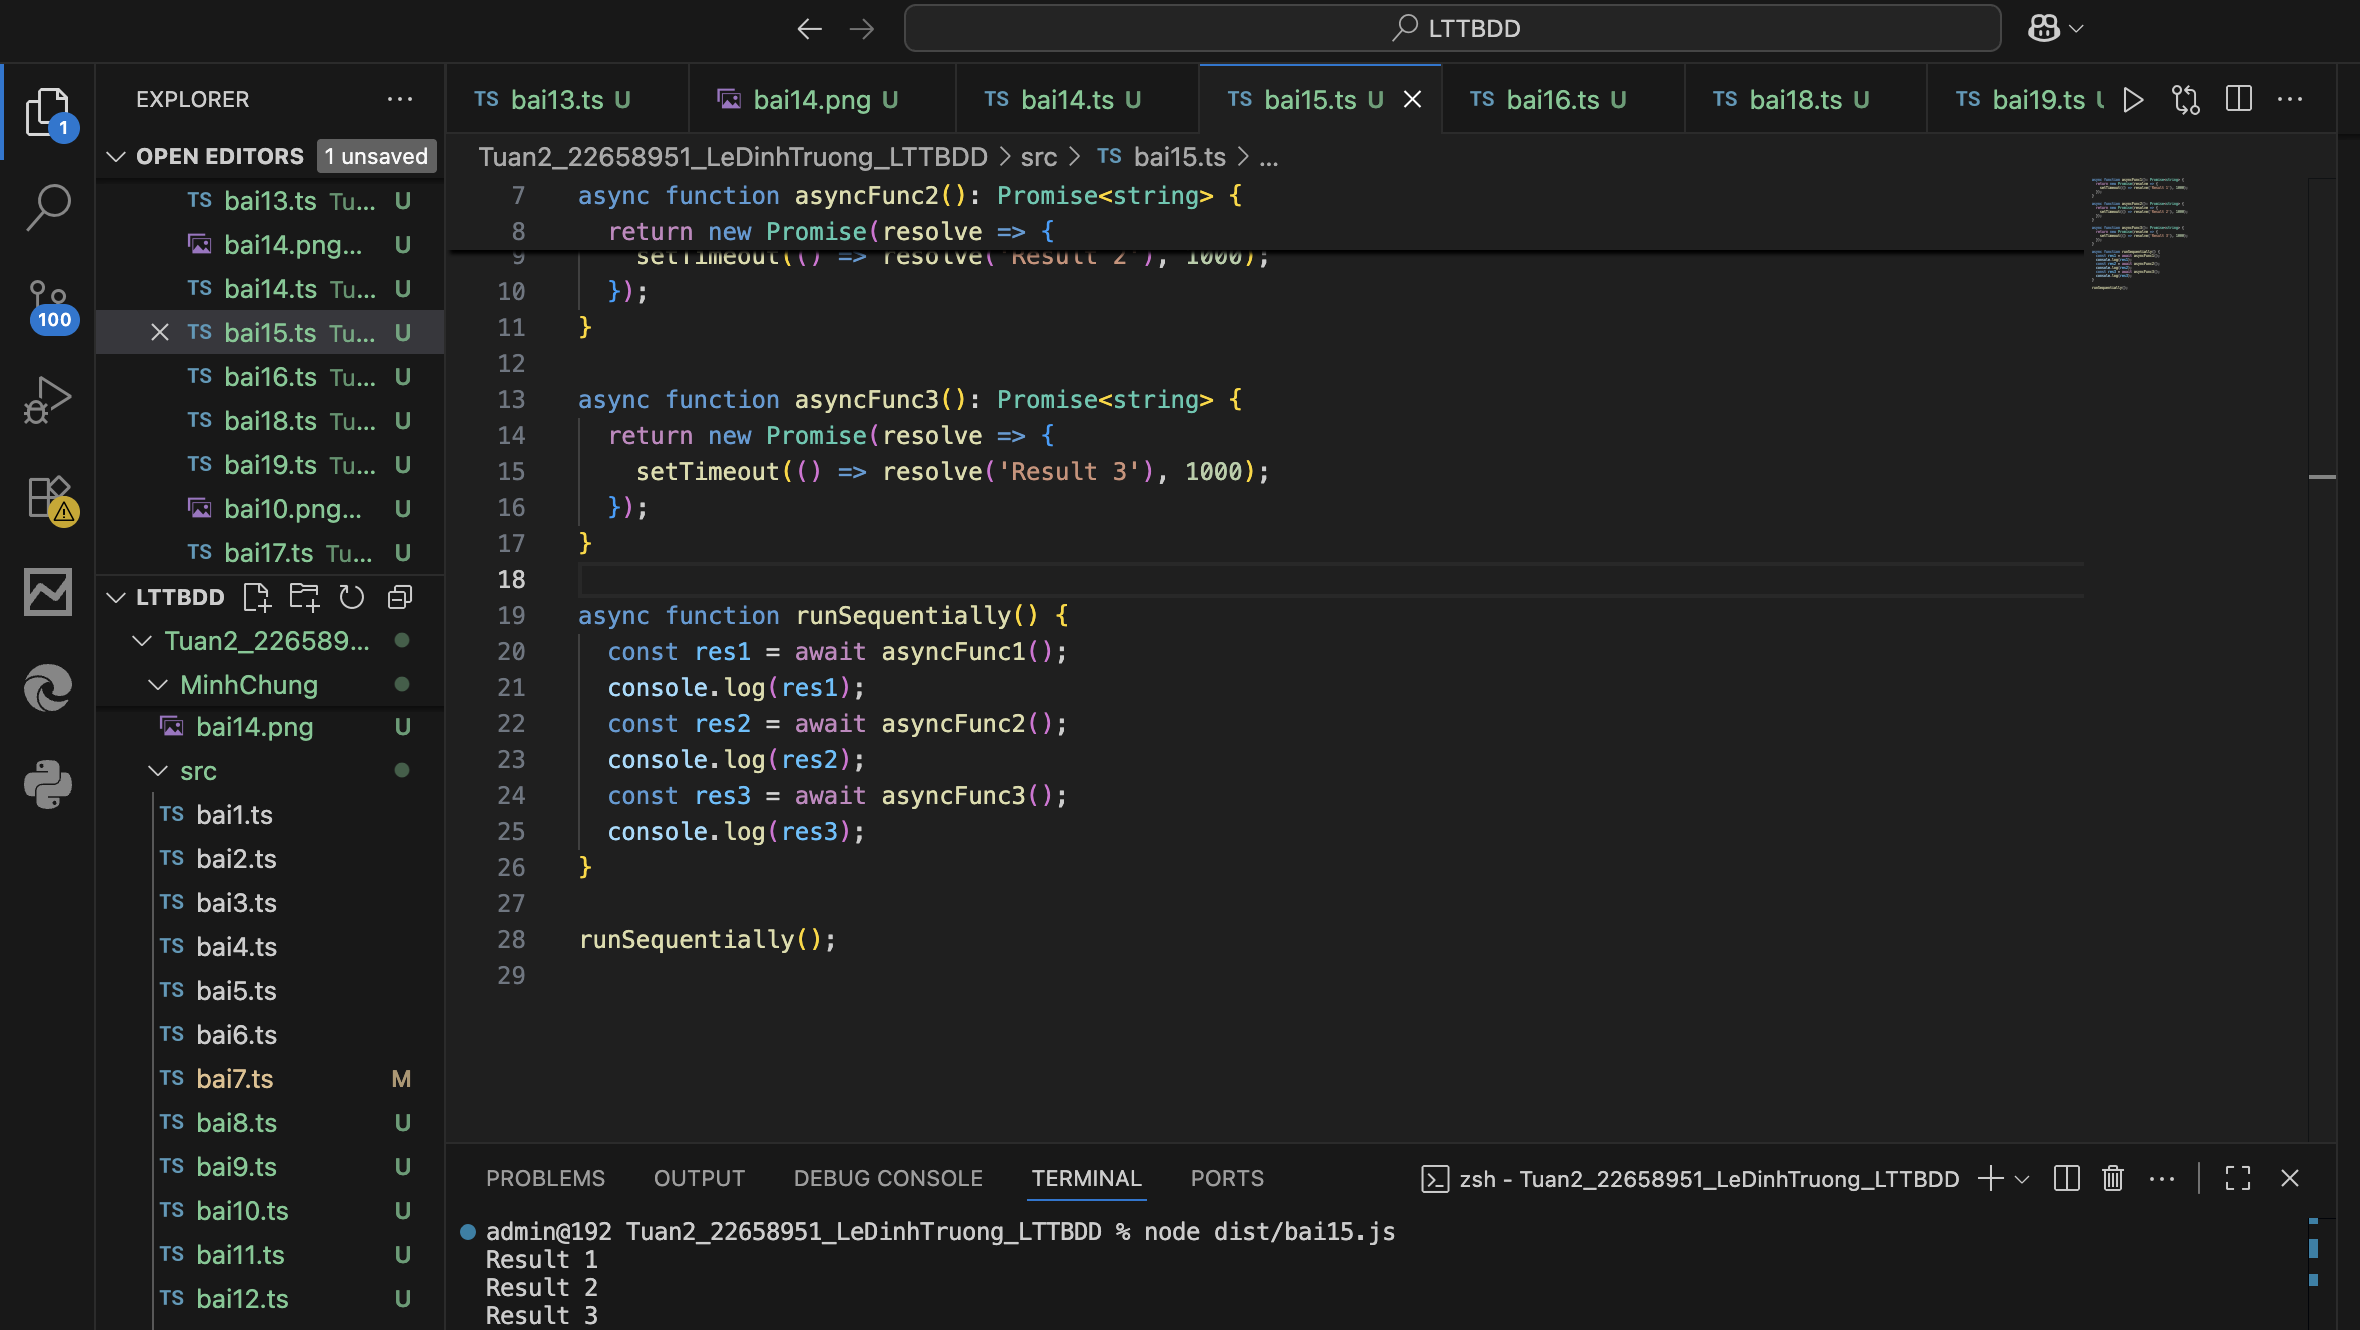 LTTBDD
EXPLORER
1
OPEN EDITORS 1 unsaved
TS bai13.ts Tu... U
bai14.png... U
TS bai14.ts Tu... U
TS bai15.ts Tu... U
TS bai16.ts Tu... U
TS bai18.ts Tu... U
TS bai19.ts Tu... U
bai10.png... U
TS bai17.ts Tu... U
100
LTTBDD
Tuan2_226589...
MinhChung
bai14.png U
src
TS bai1.ts
TS bai2.ts
TS bai3.ts
TS bai4.ts
TS bai5.ts
TS bai6.ts
TS bai7.ts M
TS bai8.ts U
TS bai9.ts U
TS bai10.ts U
TS bai11.ts U
TS bai12.ts U
TS bai13.ts U
bai14.png U
TS bai14.ts U
TS bai15.ts U
TS bai16.ts U
TS bai18.ts U
TS bai19.ts U
Tuan2_22658951_LeDinhTruong_LTTBDD > src > TS bai15.ts > ...
7 async function asyncFunc2(): Promise<string> {
8 return new Promise(resolve => {
9 setTimeout(() => resolve('Result 2'), 1000);
10 });
11 }
12
13 async function asyncFunc3(): Promise<string> {
14 return new Promise(resolve => {
15 setTimeout(() => resolve('Result 3'), 1000);
16 });
17 }
18
19 async function runSequentially() {
20 const res1 = await asyncFunc1();
21 console.log(res1);
22 const res2 = await asyncFunc2();
23 console.log(res2);
24 const res3 = await asyncFunc3();
25 console.log(res3);
26 }
27
28 runSequentially();
29
PROBLEMS OUTPUT DEBUG CONSOLE TERMINAL PORTS
zsh - Tuan2_22658951_LeDinhTruong_LTTBDD
admin@192 Tuan2_22658951_LeDinhTruong_LTTBDD % node dist/bai15.js
Result 1
Result 2
Result 3